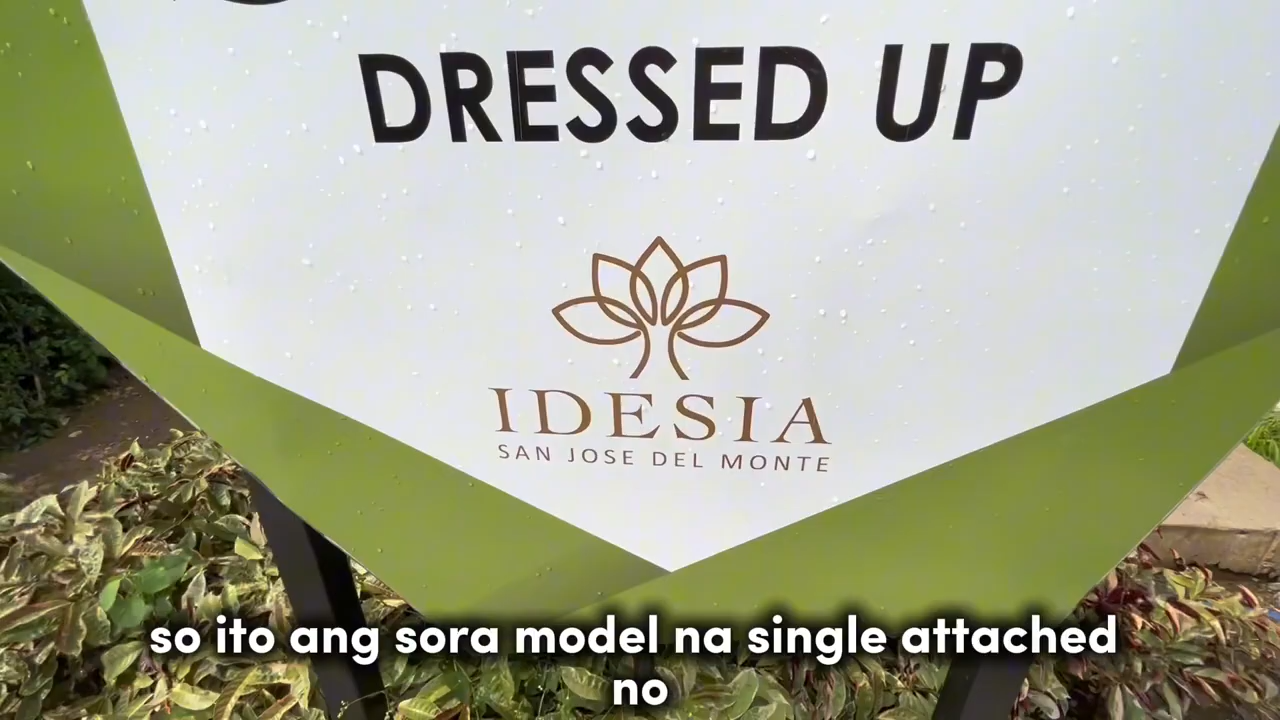 DRESSED UP
IDESIA
SAN JOSE DEL MONTE
so ito ang sora model na single attached
no